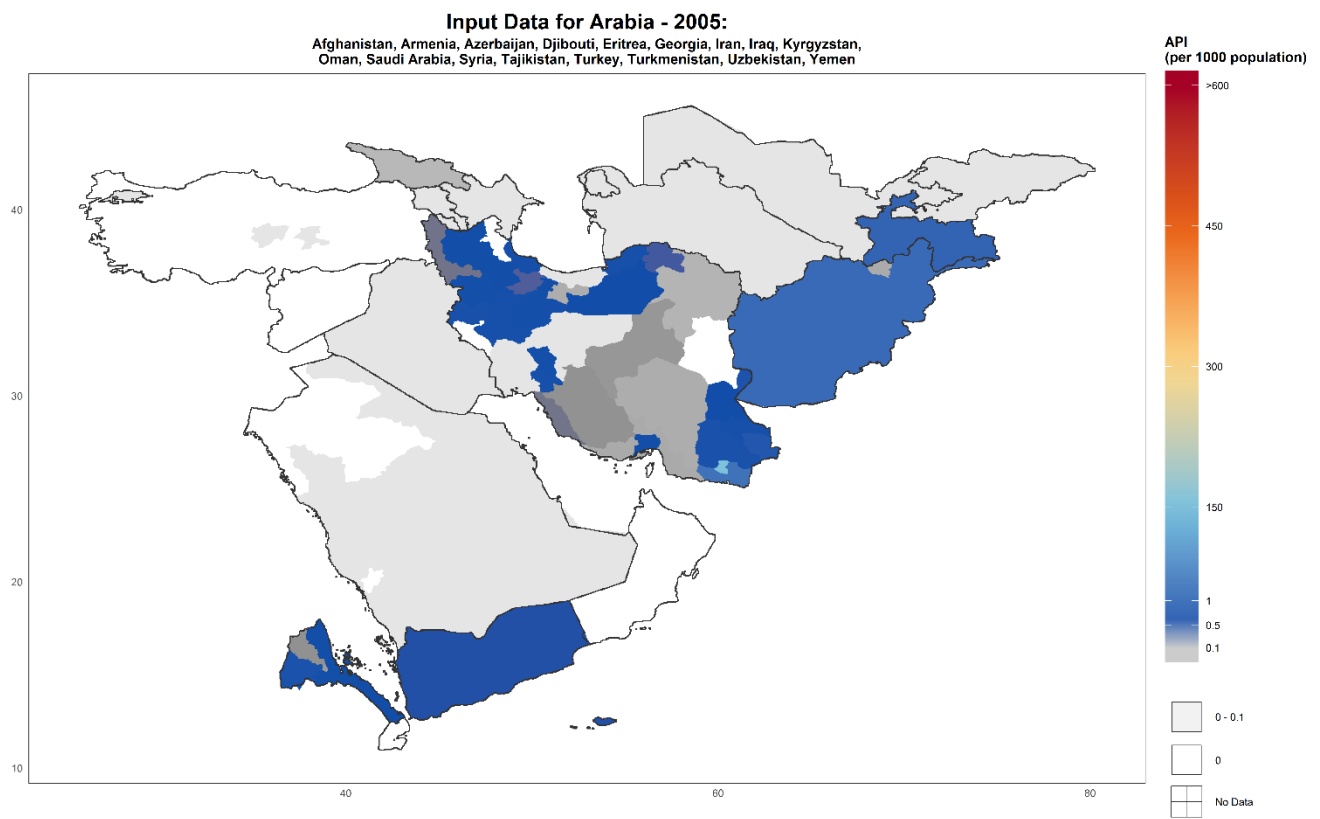 Input Data for Arabia - 2005:
Afghanistan, Armenia, Azerbaijan, Djibouti, Eritrea, Georgia, Iran, Iraq, Kyrgyzstan,
Oman, Saudi Arabia, Syria, Tajikistan, Turkey, Turkmenistan, Uzbekistan, Yemen
API
(per 1000 population)
>600
450
300
150
1
0.5
0.1
0 - 0.1
0
No Data
40
30
20
10
40
60
80